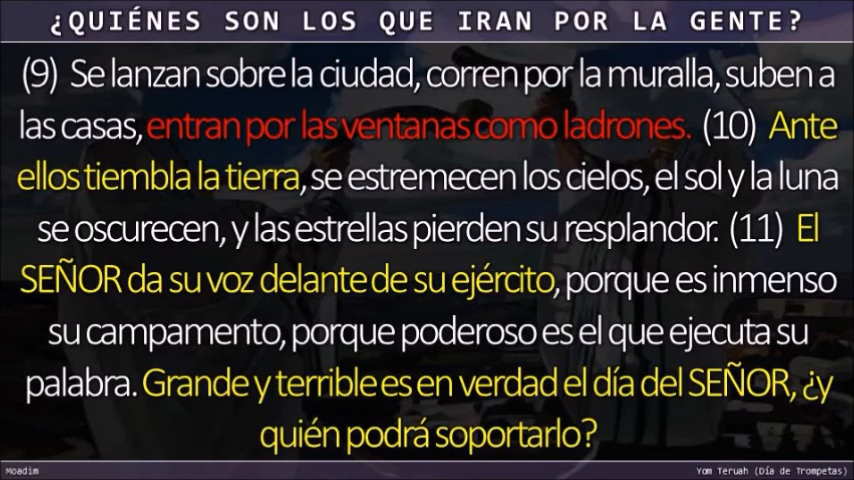 ¿QUIÉNES SON LOS QUE IRAN POR LA GENTE?
(9) Se lanzan sobre la ciudad, corren por la muralla, suben a
las casas, entran por las ventanas como ladrones. (10) Ante
ellos tiembla la tierra, se estremecen los cielos, el sol y la luna
se oscurecen, y las estrellas pierden su resplandor. (11) El
SEÑOR da su voz delante de su ejército, porque es inmenso
su campamento, porque poderoso es el que ejecuta su
palabra. Grande y terrible es en verdad el día del SEÑOR, ¿y
quién podrá soportarlo?
Moadim
Yom Teruah (Día de Trompetas)